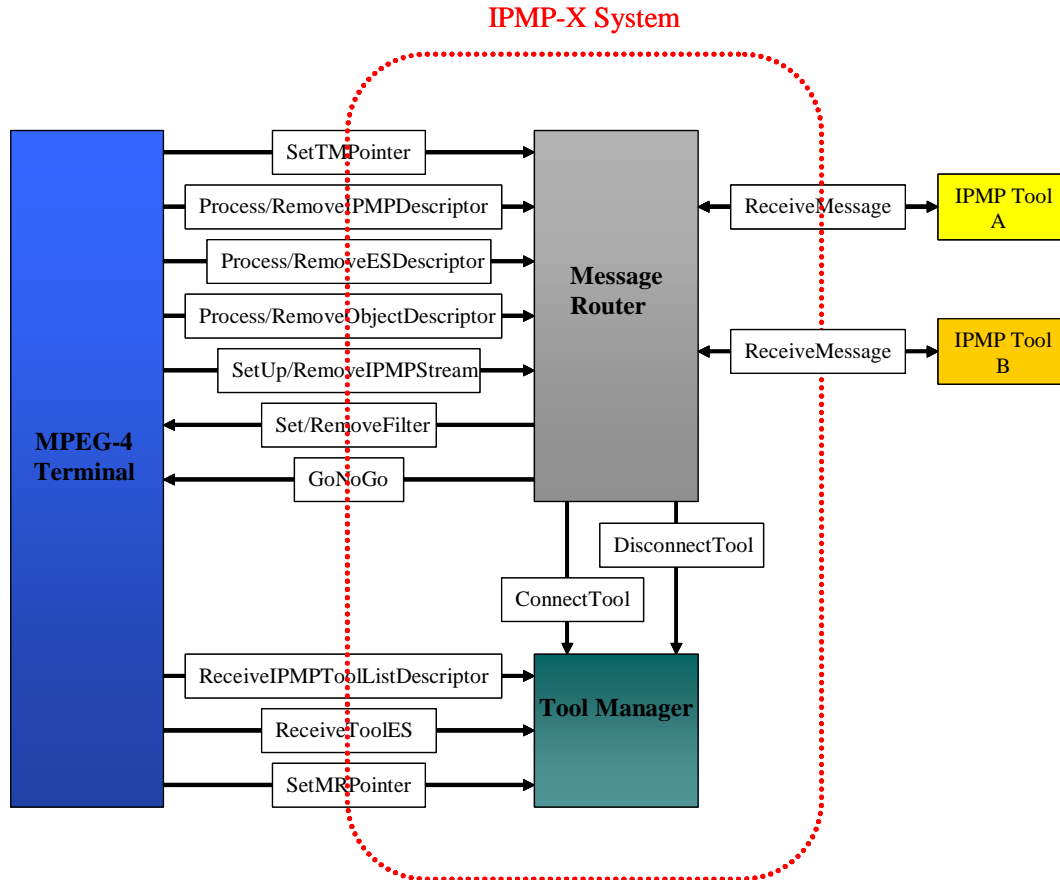 IPMP-X System
SetTMPointer
Process/RemoveIPMPDescriptor
Process/RemoveESDescriptor
Process/RemoveObjectDescriptor
SetUp/RemoveIPMPStream
Set/RemoveFilter
GoNoGo
MPEG-4
Terminal
Message
Router
ReceiveMessage
IPMP Tool
A
ReceiveMessage
IPMP Tool
B
DisconnectTool
ConnectTool
ReceiveIPMPToolListDescriptor
ReceiveToolES
SetMRPointer
Tool Manager